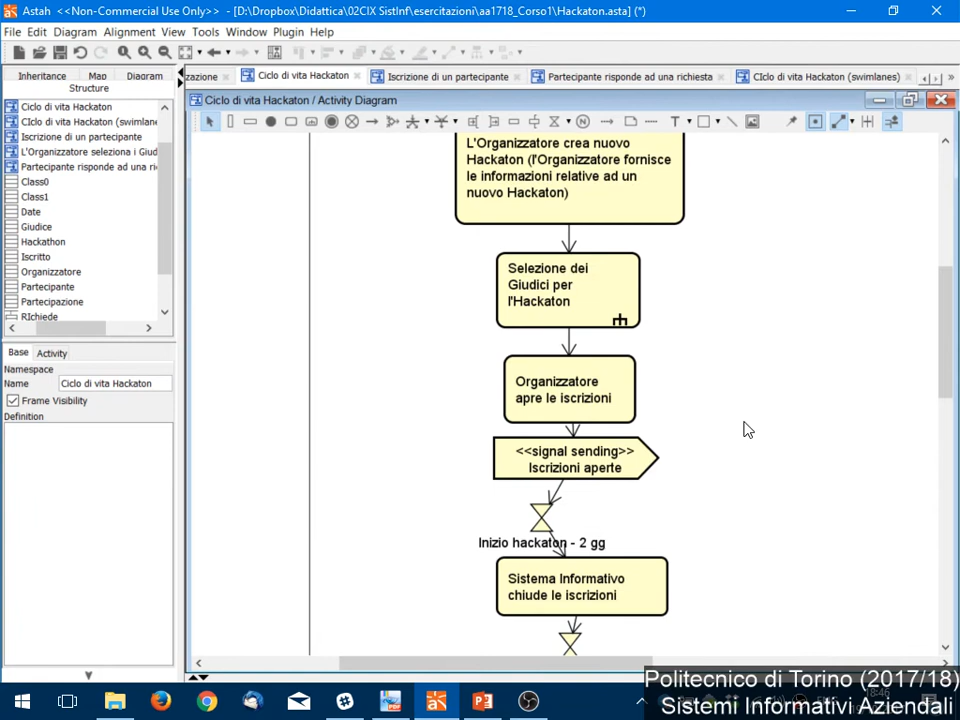 Astah <<Non-Commercial Use Only>> - [D:\Dropbox\Didattica\02CIX SistInf\esercitazioni\aa1718_Corso1\Hackaton.asta] (*)
File Edit Diagram Alignment View Tools Window Plugin Help
Inheritance Map Diagram
Structure
zazione Ciclo di vita Hackaton Iscrizione di un partecipante Partecipante risponde ad una richiesta CIclo di vita Hackaton (swimlanes)
Ciclo di vita Hackaton / Activity Diagram
Ciclo di vita Hackaton
CIclo di vita Hackaton (swimlane
Iscrizione di un partecipante
L'Organizzatore seleziona i Giud
Partecipante risponde ad una ri
Class0
Class1
Date
Giudice
Hackathon
Iscritto
Organizzatore
Partecipante
Partecipazione
RIchiede
Base Activity
Namespace
Name Ciclo di vita Hackaton
Frame Visibility
Definition
L'Organizzatore crea nuovo
Hackaton (l'Organizzatore fornisce
le informazioni relative ad un
nuovo Hackaton)
Selezione dei
Giudici per
l'Hackaton
Organizzatore
apre le iscrizioni
<<signal sending>>
Iscrizioni aperte
Inizio hackaton - 2 gg
Sistema Informativo
chiude le iscrizioni
Politecnico di Torino (2017/18)
18:46
Sistemi Informativi Aziendali